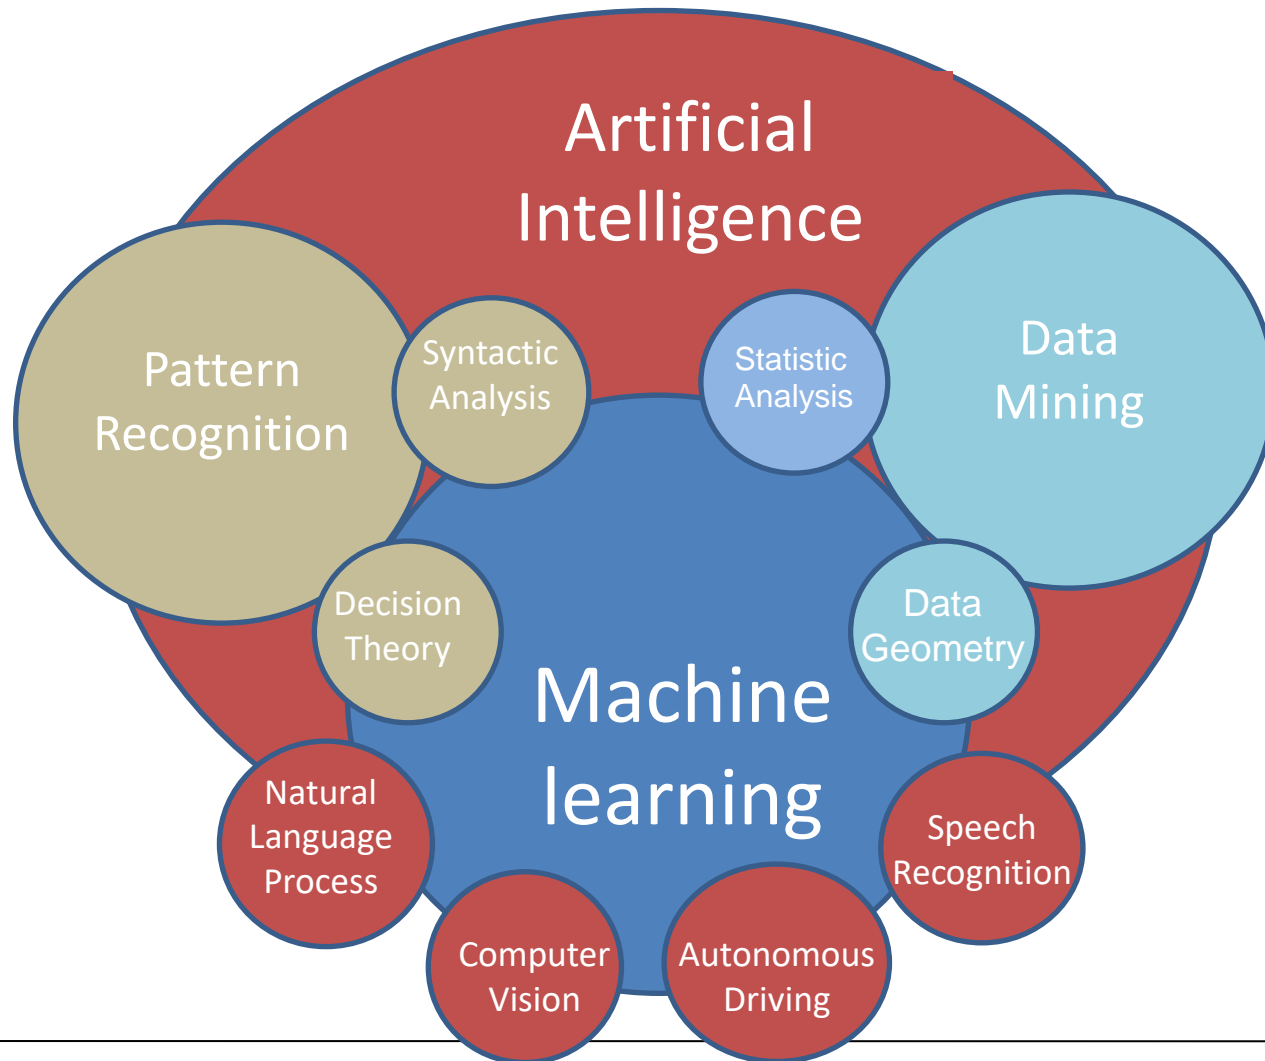 Artificial
Intelligence
Pattern
Recognition
Syntactic
Analysis
Statistic
Analysis
Data
Mining
Decision
Theory
Data
Geometry
Machine
learning
Natural
Language
Process
Computer
Vision
Autonomous
Driving
Speech
Recognition